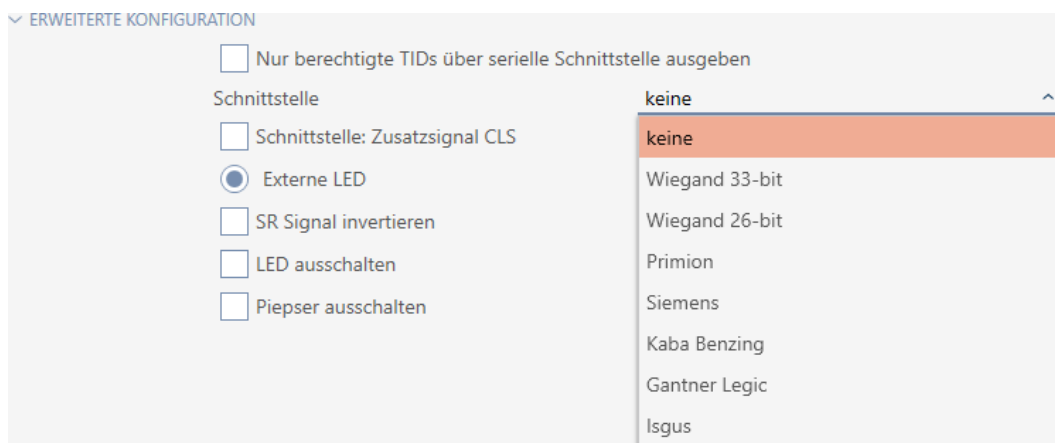 ERWEITERTE KONFIGURATION
Nur berechtigte TIDs über serielle Schnittstelle ausgeben
Schnittstelle keine
Schnittstelle: Zusatzsignal CLS keine
Externe LED Wiegand 33-bit
SR Signal invertieren Wiegand 26-bit
LED ausschalten Primion
Piepser ausschalten Siemens
Kaba Benzing
Gantner Legic
Isgus